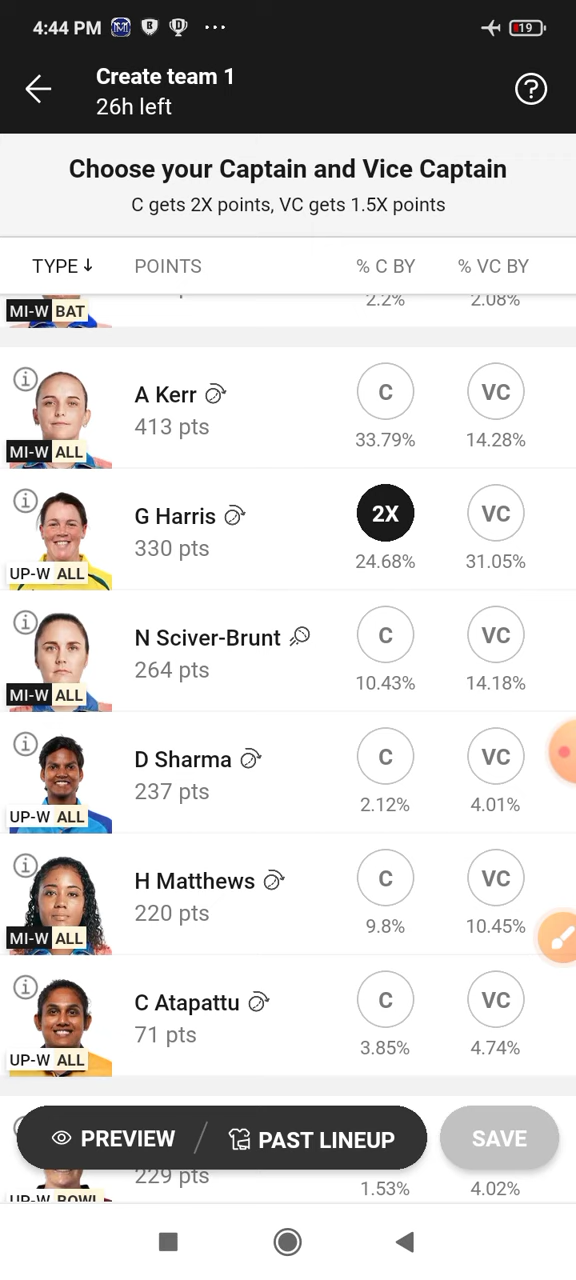 4:44 PM ... 19
Create team 1
26h left
Choose your Captain and Vice Captain
C gets 2X points, VC gets 1.5X points
TYPE↓ POINTS % C BY % VC BY
MI-W BAT 2.2% 2.08%
A Kerr C VC
413 pts 33.79% 14.28%
MI-W ALL
G Harris 2X VC
330 pts 24.68% 31.05%
UP-W ALL
N Sciver-Brunt C VC
264 pts 10.43% 14.18%
MI-W ALL
D Sharma C VC
237 pts 2.12% 4.01%
UP-W ALL
H Matthews C VC
220 pts 9.8% 10.45%
MI-W ALL
C Atapattu C VC
71 pts 3.85% 4.74%
UP-W ALL
PREVIEW / PAST LINEUP SAVE
229 pts 1.53% 4.02%
UP-W BOWL